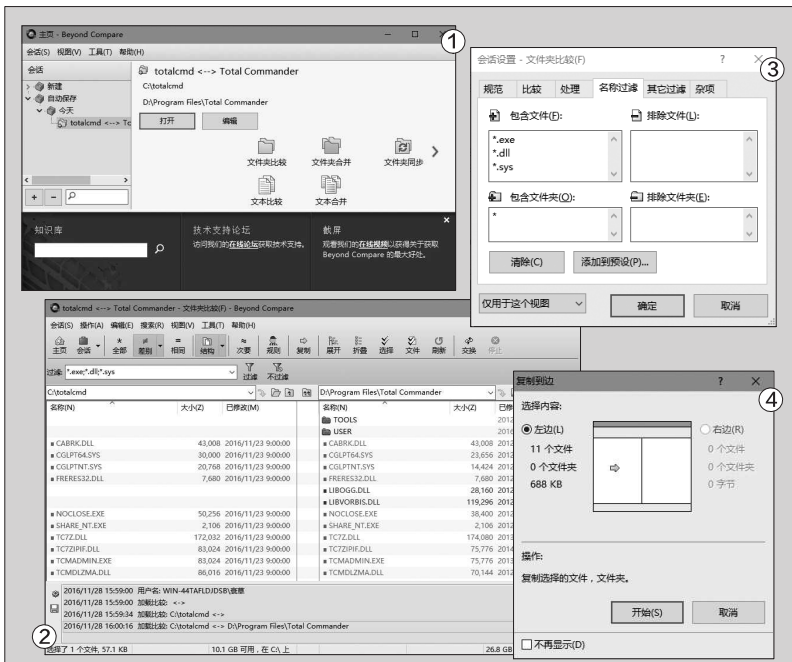 主页 - Beyond Compare
会话(S) 视图(V) 工具(T) 帮助(H)
会话
新建
自动保存
今天
totalcmd <--> Tc
totalcmd <--> Total Commander
C:\totalcmd
D:\Program Files\Total Commander
打开 编辑
文件夹比较 文件夹合并 文件夹同步
文本比较 文本合并
知识库
技术支持论坛
访问我们的在线论坛获取技术支持。
截屏
观看我们的在线视频以获得关于获取
Beyond Compare 的最大好处。
①
会话设置 - 文件夹比较(F) ?
③
规范 比较 处理 名称过滤 其它过滤 杂项
包含文件(F): 排除文件(L):
*.exe
*.dll
*.sys
包含文件夹(O): 排除文件夹(E):
*
清除(C) 添加到预设(P)...
仅用于这个视图 确定 取消
totalcmd <--> Total Commander - 文件夹比较(F) - Beyond Compare
会话(S) 操作(A) 编辑(E) 搜索(R) 视图(V) 工具(T) 帮助(H)
主页 会话 全部 差别 相同 结构 次要 规则 复制 展开 折叠 选择 文件 刷新 交换 停止
过滤: *.exe;*.dll;*.sys 过滤 不过滤
C:\totalcmd D:\Program Files\Total Commander
名称(N) 大小(Z) 已修改(M) 名称(N) 大小(Z) 已修
TOOLS 2012
USER 2016
CABRK.DLL 43,008 2016/11/23 9:00:00 CABRK.DLL 43,008 2012
CGLPT64.SYS 30,000 2016/11/23 9:00:00 CGLPT64.SYS 23,656 2012
CGLPTNT.SYS 20,768 2016/11/23 9:00:00 CGLPTNT.SYS 14,424 2012
FRERES32.DLL 7,680 2016/11/23 9:00:00 FRERES32.DLL 7,680 2012
LIBOGG.DLL 28,160 2012
LIBVORBIS.DLL 119,296 2012
NOCLOSE.EXE 50,256 2016/11/23 9:00:00 NOCLOSE.EXE 38,400 2012
SHARE_NT.EXE 2,106 2016/11/23 9:00:00 SHARE_NT.EXE 2,106 2012
TC7Z.DLL 172,032 2016/11/23 9:00:00 TC7Z.DLL 174,080 2013
TC7ZIPIF.DLL 83,024 2016/11/23 9:00:00 TC7ZIPIF.DLL 75,776 2014
TCMADMIN.EXE 83,024 2016/11/23 9:00:00 TCMADMIN.EXE 75,776 2012
TCMDLZMA.DLL 86,016 2016/11/23 9:00:00 TCMDLZMA.DLL 70,144 2012
2016/11/28 15:59:00 用户名: WIN-44TAFLDJDSB\
2016/11/28 15:59:00 加载比较: <->
2016/11/28 15:59:34 加载比较: C:\totalcmd <->
2016/11/28 16:00:16 加载比较: C:\totalcmd <-> D:\Program Files\Total Commander
②
选择了 1 个文件, 57.1 KB 10.1 GB 可用，在 C:\ 上 26.8 GB
复制到边 ?
④
选择内容:
左边(L) 右边(R)
11 个文件 0 个文件
0 个文件夹 0 个文件夹
688 KB 0 字节
操作:
复制选择的文件，文件夹。
开始(S) 取消
不再显示(D)